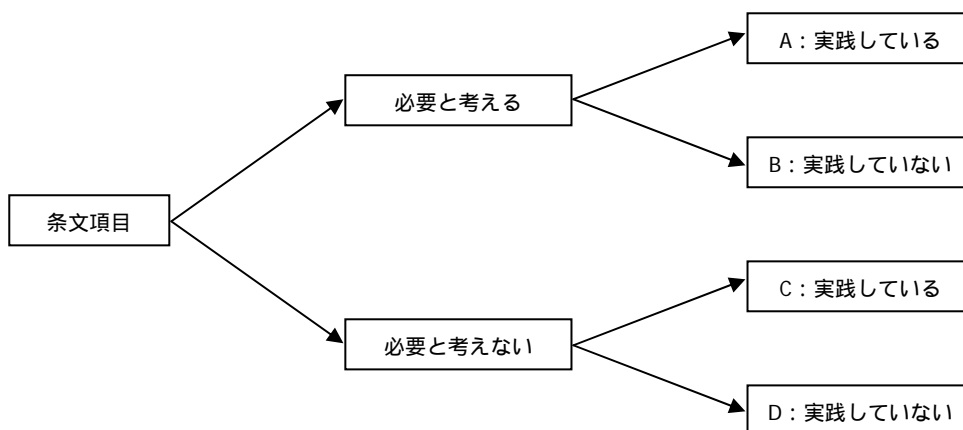 条文項目
必要と考える
A：実践している
B：実践していない
必要と考えない
C：実践している
D：実践していない